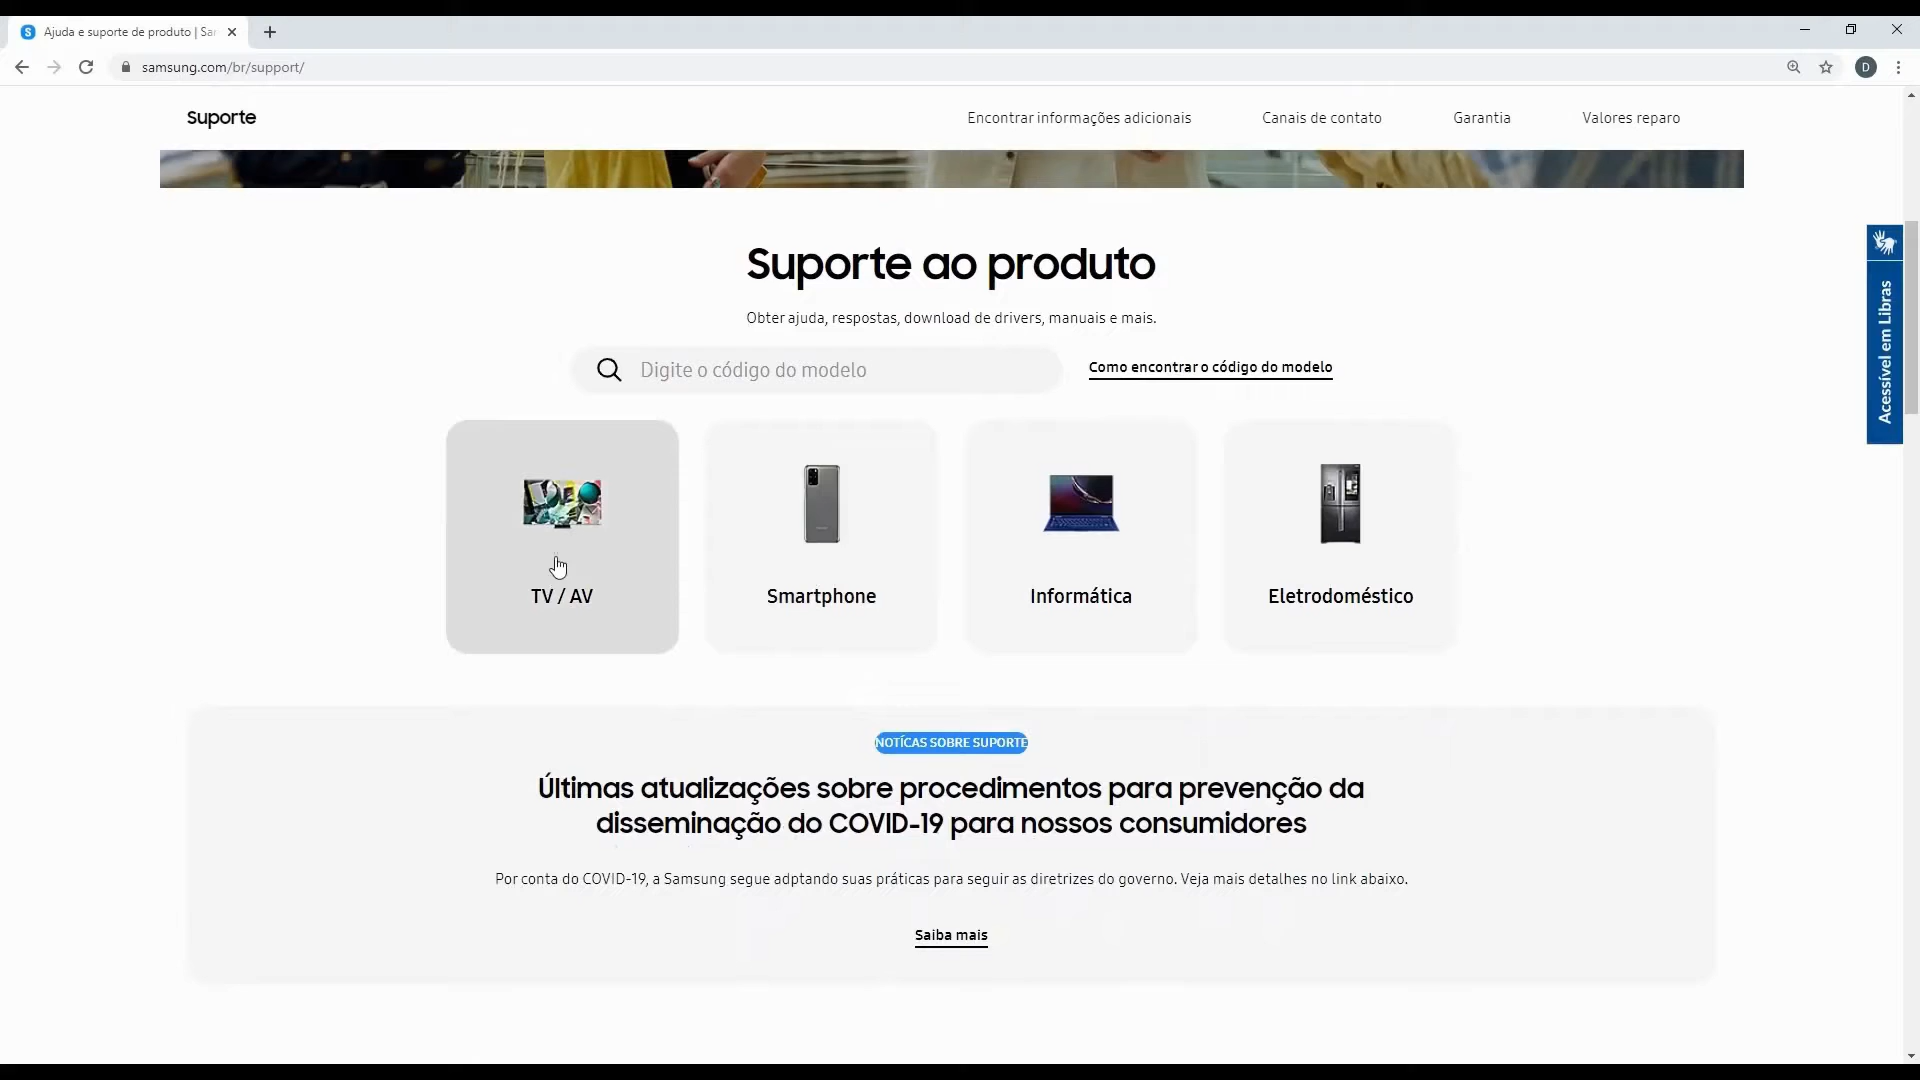 Ajuda e suporte de produto | Sa
samsung.com/br/support/
D
Suporte
Encontrar informações adicionais
Canais de contato
Garantia
Valores reparo
Suporte ao produto
Obter ajuda, respostas, download de drivers, manuais e mais.
Digite o código do modelo
Como encontrar o código do modelo
Acessível em Libras
TV / AV
Smartphone
Informática
Eletrodoméstico
NOTÍCAS SOBRE SUPORTE
Últimas atualizações sobre procedimentos para prevenção da
disseminação do COVID-19 para nossos consumidores
Por conta do COVID-19, a Samsung segue adptando suas práticas para seguir as diretrizes do governo. Veja mais detalhes no link abaixo.
Saiba mais